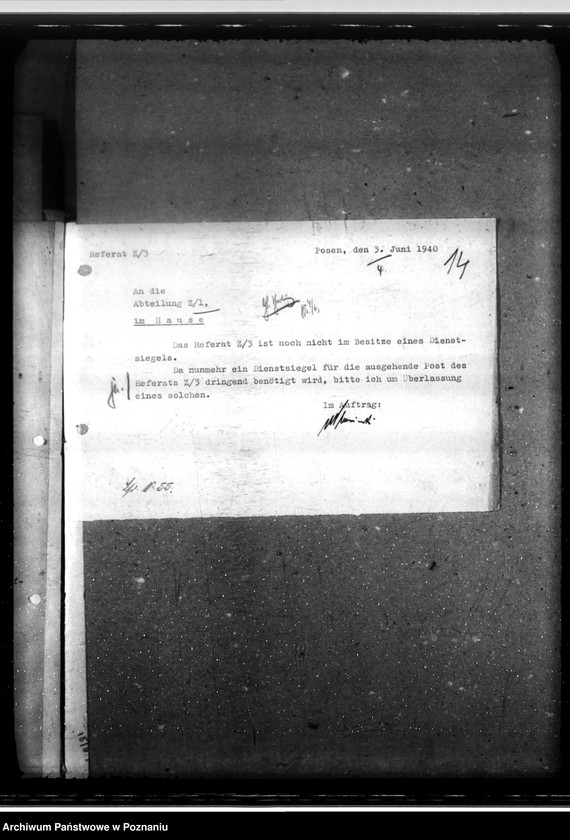 Referat Z/3
Posen, den 3. Juni 1940
4.
14
An die
Abteilung Z/1,
im Hause
Das Referat Z/3 ist noch nicht im Besitze eines Dienst-
siegels.
Da nunmehr ein Dienstsiegel für die ausgehende Post des
Referats Z/3 dringend benötigt wird, bitte ich um Überlassung
eines solchen.
Im Auftrag:
Archiwum Państwowe w Poznaniu